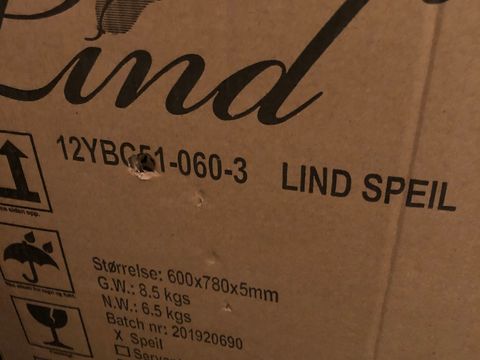 Lind
12YBC51-060-3 LIND SPEIL
Størrelse: 600x780x5mm
G.W.: 8.5 kgs
N.W.: 6.5 kgs
Batch nr: 201920690
X Speil